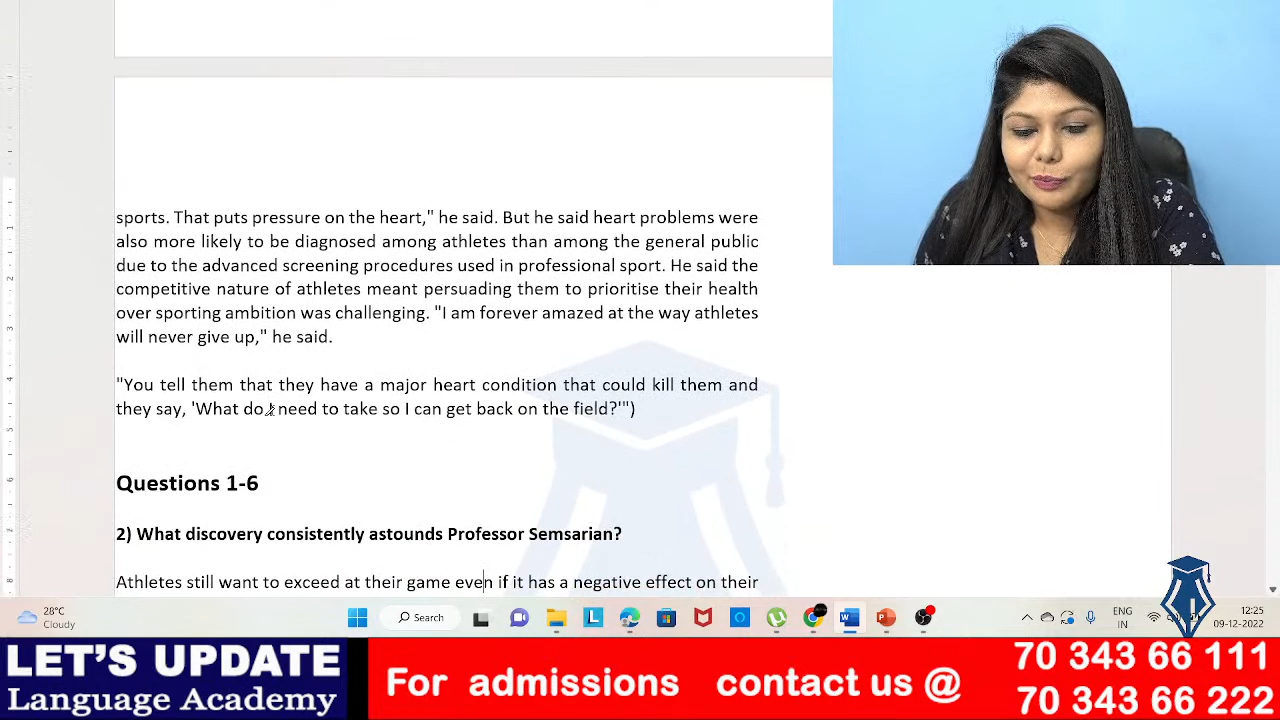 sports. That puts pressure on the heart," he said. But he said heart problems were
also more likely to be diagnosed among athletes than among the general public
due to the advanced screening procedures used in professional sport. He said the
competitive nature of athletes meant persuading them to prioritise their health
over sporting ambition was challenging. "I am forever amazed at the way athletes
will never give up," he said.
"You tell them that they have a major heart condition that could kill them and
they say, 'What do I need to take so I can get back on the field?'")
Questions 1-6
2) What discovery consistently astounds Professor Semsarian?
Athletes still want to exceed at their game even if it has a negative effect on their
28°C
Cloudy
Search
ENG
IN
12:25
09-12-2022
LET'S UPDATE
Language Academy
For admissions contact us @
70 343 66 111
70 343 66 222